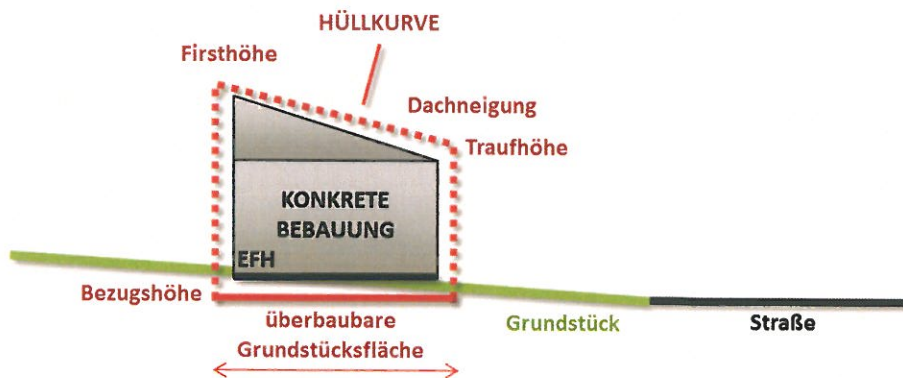 HÜLLKURVE
Firsthöhe
Dachneigung
Traufhöhe
KONKRETE
BEBAUUNG
EFH
Bezugshöhe
überbaubare
Grundstücksfläche
Grundstück
Straße